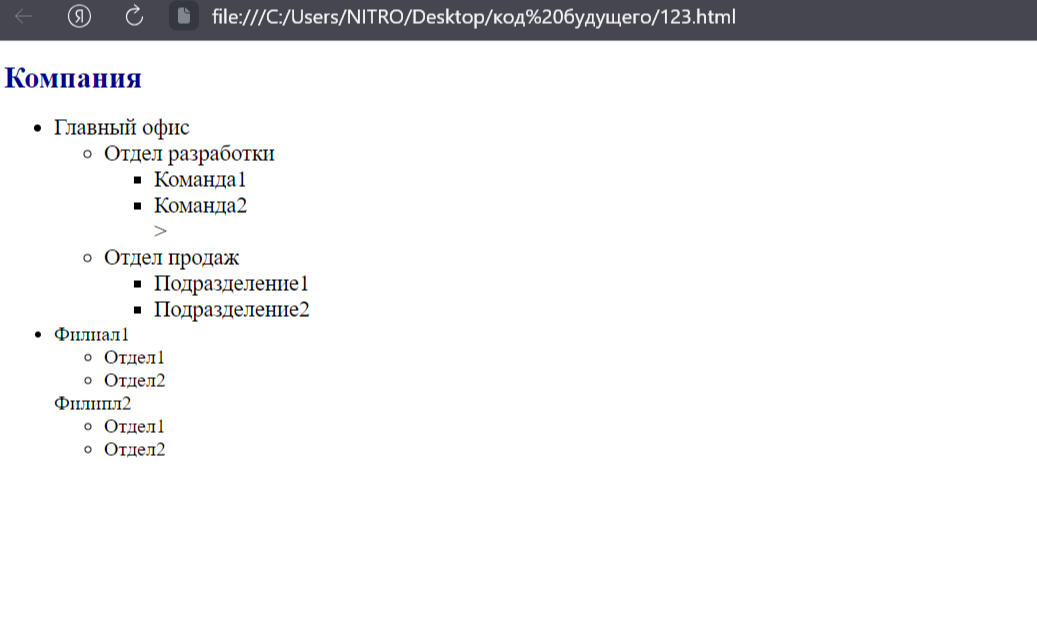 Я
file:///C:/Users/NITRO/Desktop/код%20будущего/123.html
Компания
Главный офис
Отдел разработки
Команда1
Команда2
>
Отдел продаж
Подразделение1
Подразделение2
Филиал1
Отдел1
Отдел2
Филипл2
Отдел1
Отдел2